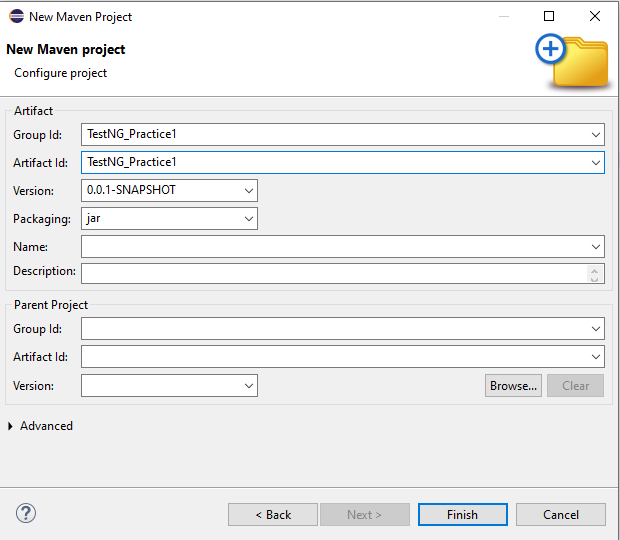 New Maven Project
New Maven project
Configure project
Artifact
Group Id: TestNG_Practice1
Artifact Id: TestNG_Practice1
Version: 0.0.1-SNAPSHOT
Packaging: jar
Name:
Description:
Parent Project
Group Id:
Artifact Id:
Version: Browse... Clear
Advanced
? < Back Next > Finish Cancel